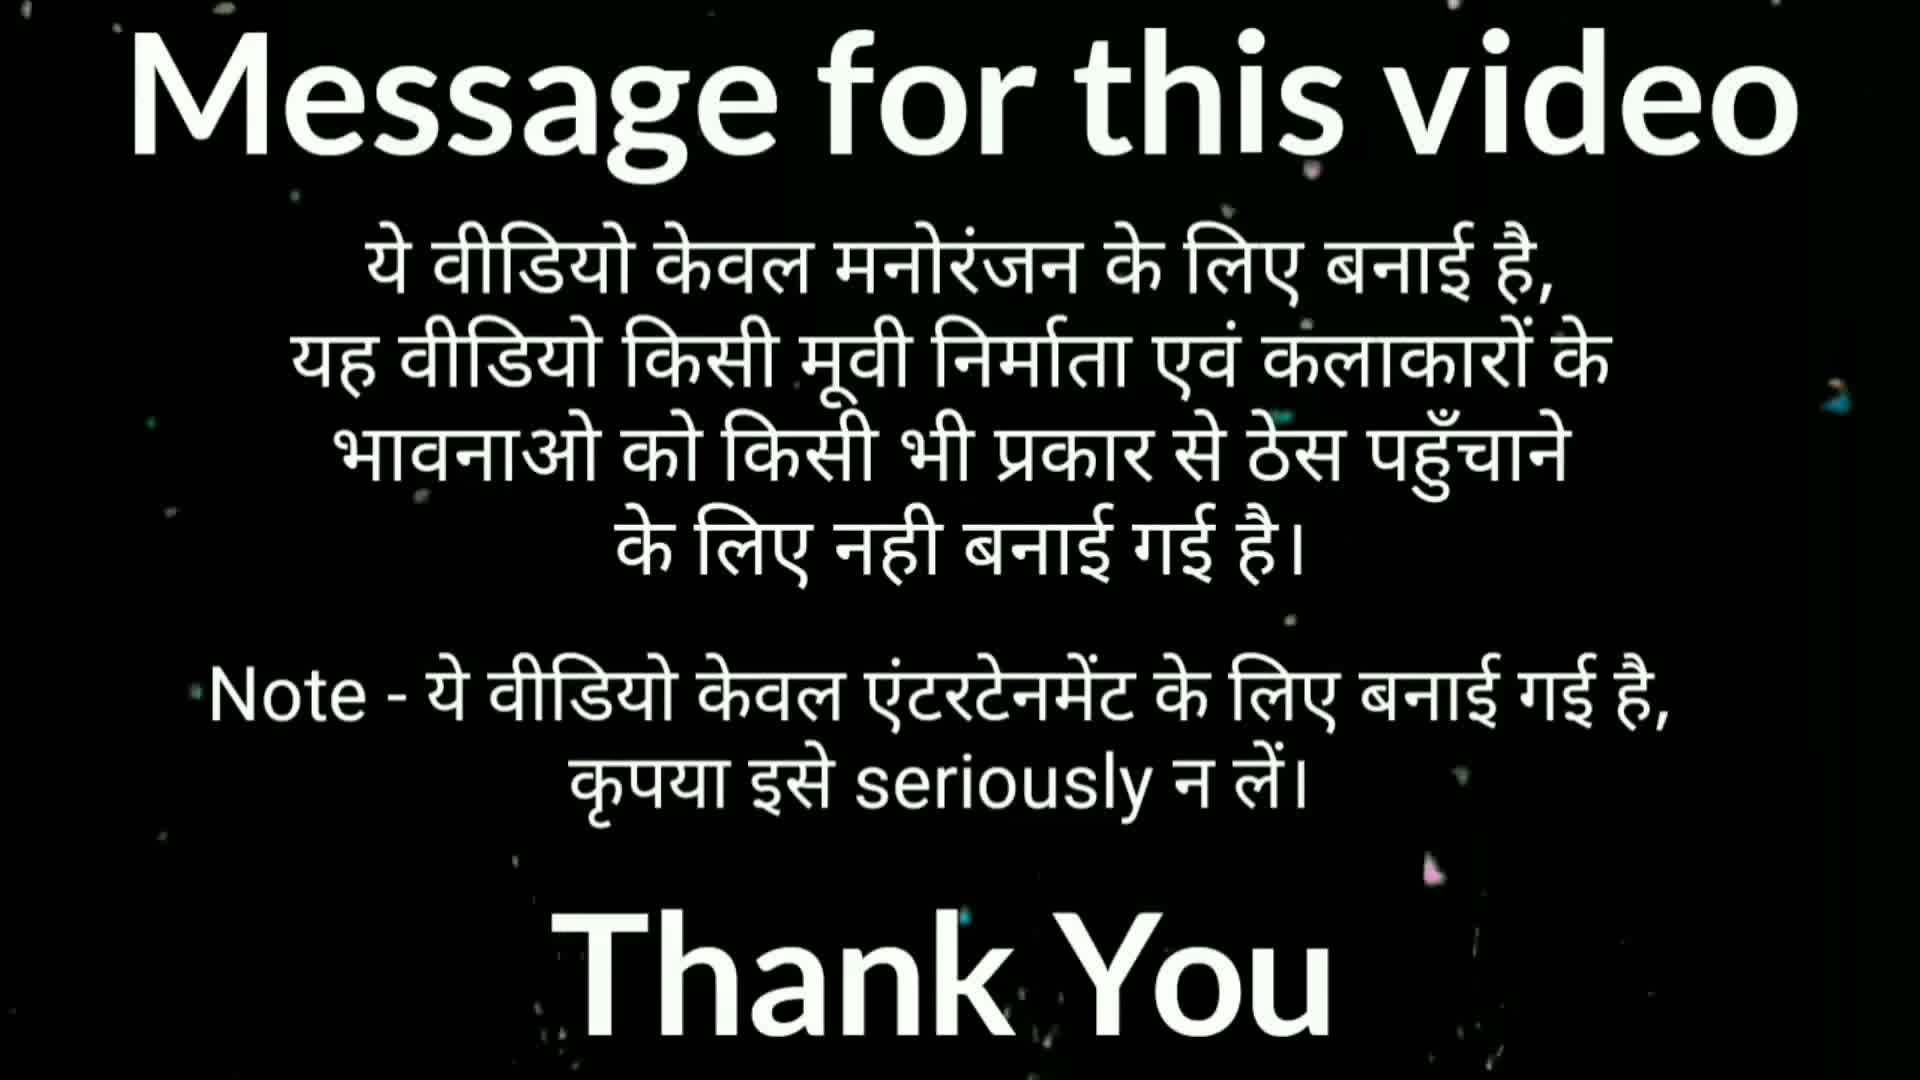 Message for this video
ये वीडियो केवल मनोरंजन के लिए बनाई है,
यह वीडियो किसी मूवी निर्माता एवं कलाकारों के
भावनाओ को किसी भी प्रकार से ठेस पहुँचाने
के लिए नही बनाई गई है।
Note - ये वीडियो केवल एंटरटेनमेंट के लिए बनाई गई है,
कृपया इसे seriously न लें।
Thank You